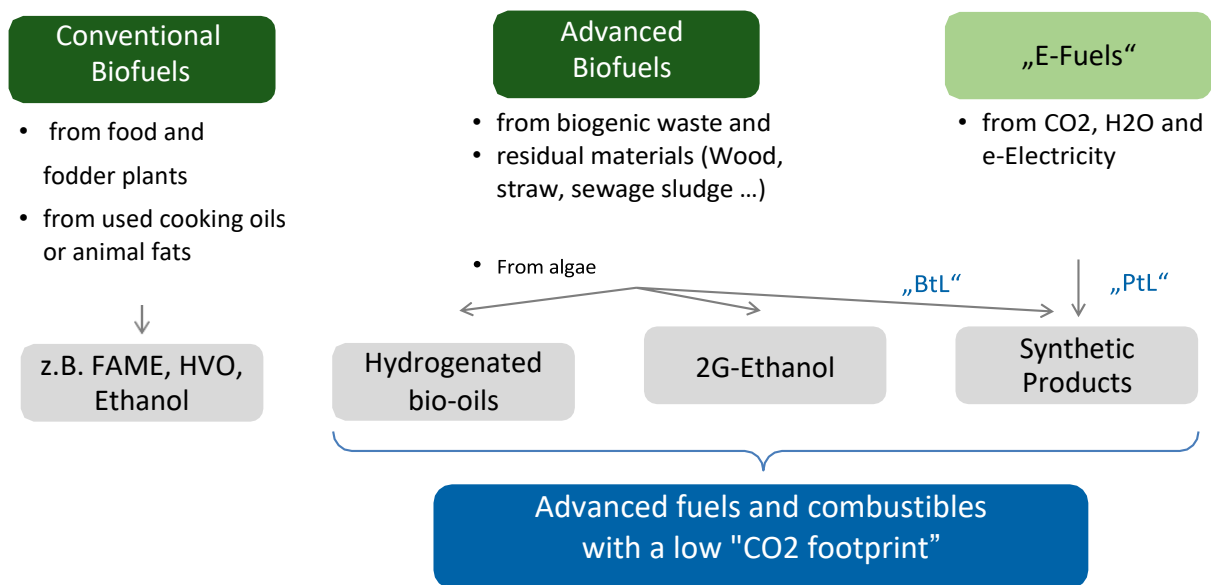 Conventional
Biofuels
• from food and
fodder plants
• from used cooking oils
or animal fats
z.B. FAME, HVO,
Ethanol
Advanced
Biofuels
• from biogenic waste and
• residual materials (Wood,
straw, sewage sludge …)
• From algae
Hydrogenated
bio-oils
2G-Ethanol
„E-Fuels“
• from CO2, H2O and
e-Electricity
„BtL“
„PtL“
Synthetic
Products
Advanced fuels and combustibles
with a low "CO2 footprint”